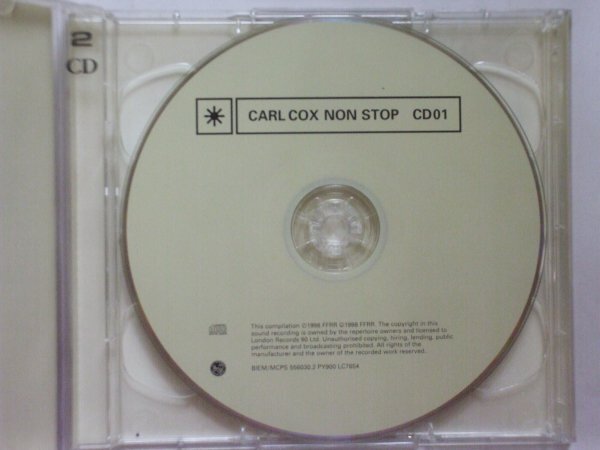 2
CD
CARL COX NON STOP CD01
This compilation ℗1998 FFRR ©1998 FFRR. The copyright in this
sound recording is owned by the repertoire owners and licensed to
London Records 90 Ltd. Unauthorised copying, hiring, lending, public
performance and broadcasting prohibited. All rights of the
manufacturer and the owner of the recorded work reserved.
BIEM/MCPS 556030.2 PY900 LC7654